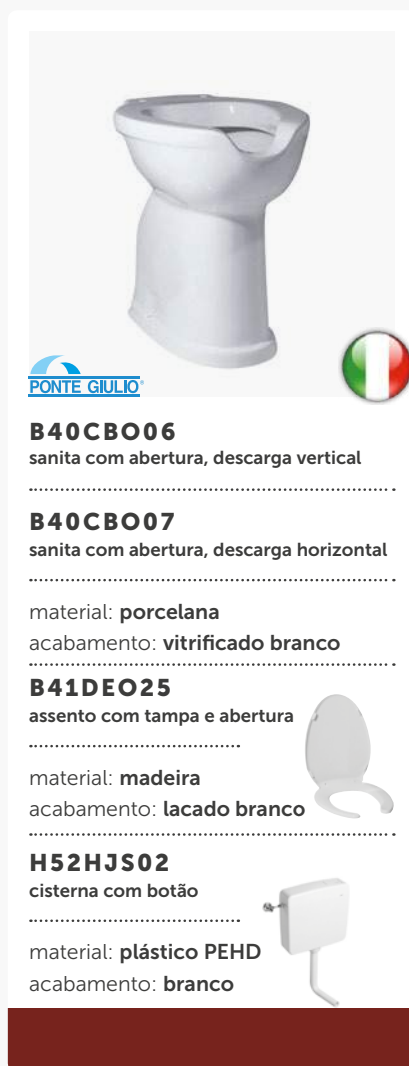 PONTE GIULIO®
B40CBO06
sanita com abertura, descarga vertical
B40CBO07
sanita com abertura, descarga horizontal
material: porcelana
acabamento: vitrificado branco
B41DEO25
assento com tampa e abertura
material: madeira
acabamento: lacado branco
H52HJS02
cisterna com botão
material: plástico PEHD
acabamento: branco